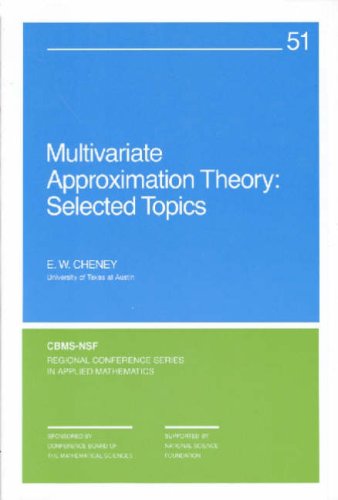 51
Multivariate
Approximation Theory:
Selected Topics
E. W. CHENEY
University of Texas at Austin
CBMS-NSF
REGIONAL CONFERENCE SERIES
IN APPLIED MATHEMATICS
SPONSORED BY
CONFERENCE BOARD OF
THE MATHEMATICAL SCIENCES
SUPPORTED BY
NATIONAL SCIENCE
FOUNDATION